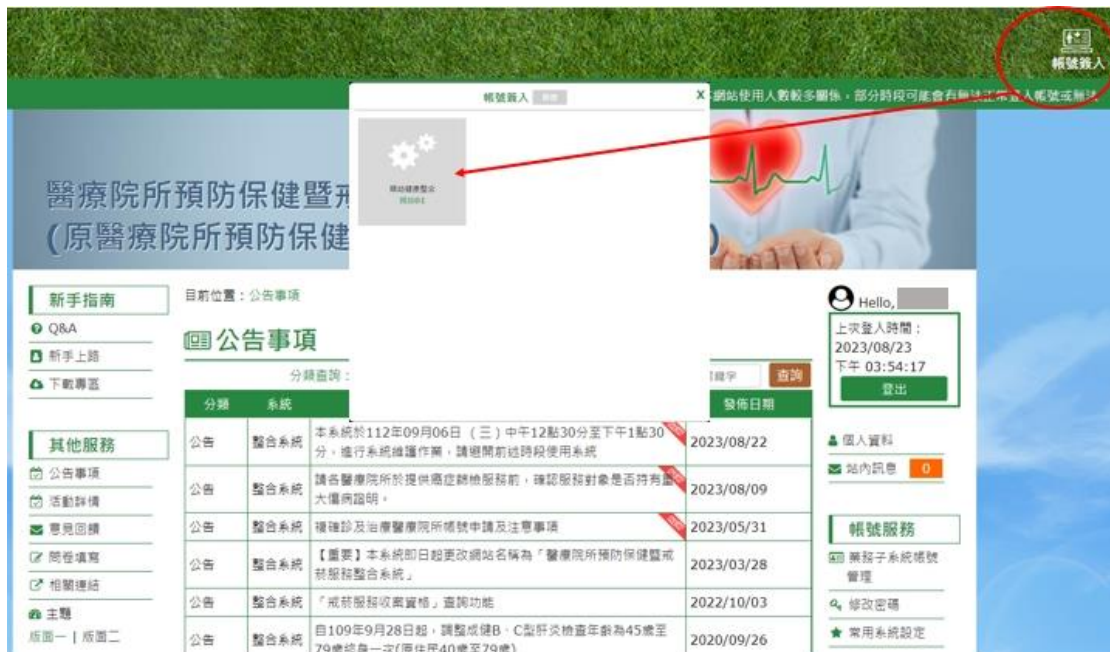 帳號簽入
網站使用人數較多關係，部分時段可能會有無法正常登入帳號或無法
帳號簽入
X
婦幼健康整合
醫療院所預防保健暨戒
(原醫療院所預防保健
新手指南
Q&A
新手上路
下載專區
其他服務
公告事項
活動詳情
意見回饋
問卷填寫
相關連結
主題
版面一 | 版面二
目前位置：公告事項
公告事項
分類查詢：
查詢
分類 系統 發佈日期
公告 整合系統 本系統於112年09月06日 （三）中午12點30分至下午1點30
分，進行系統維護作業，請避開前述時段使用系統 2023/08/22
公告 整合系統 請各醫療院所於提供癌症篩檢服務前，確認服務對象是否持有重
大傷病證明。 2023/08/09
公告 整合系統 複確診及治療醫療院所帳號申請及注意事項 2023/05/31
公告 整合系統 【重要】本系統即日起更改網站名稱為「醫療院所預防保健暨戒
菸服務整合系統」 2023/03/28
公告 整合系統 「戒菸服務收案資格」查詢功能 2022/10/03
公告 整合系統 自109年9月28日起，調整成健B、C型肝炎檢查年齡為45歲至
79歲終身一次(原住民40歲至79歲) 2020/09/26
Hello,
上次登入時間：
2023/08/23
下午 03:54:17
登出
個人資料
站內訊息 0
帳號服務
業務子系統帳號
管理
修改密碼
常用系統設定